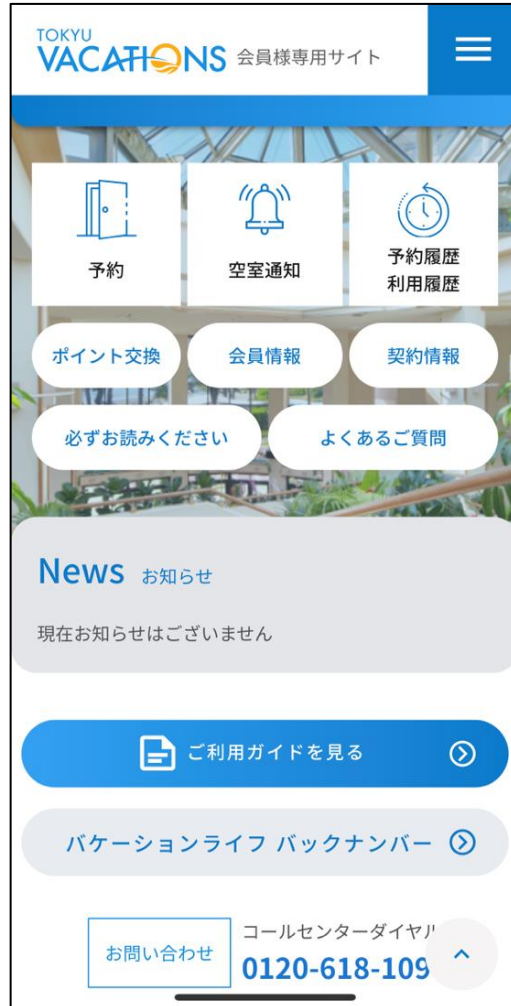 TOKYU
VACATIONS 会員様専用サイト
予約
空室通知
予約履歴
利用履歴
ポイント交換
会員情報
契約情報
必ずお読みください
よくあるご質問
News お知らせ
現在お知らせはございません
ご利用ガイドを見る
バケーションライフ バックナンバー
お問い合わせ
コールセンターダイヤル
0120-618-109